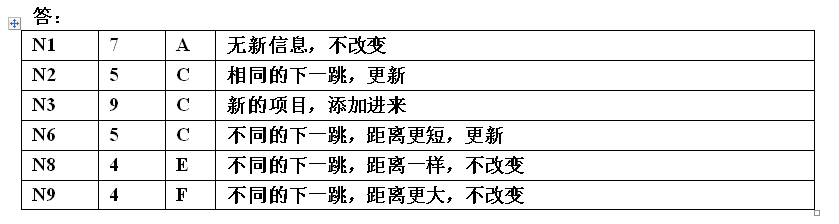 答：
N1 7 A 无新信息，不改变
N2 5 C 相同的下一跳，更新
N3 9 C 新的项目，添加进来
N6 5 C 不同的下一跳，距离更短，更新
N8 4 E 不同的下一跳，距离一样，不改变
N9 4 F 不同的下一跳，距离更大，不改变